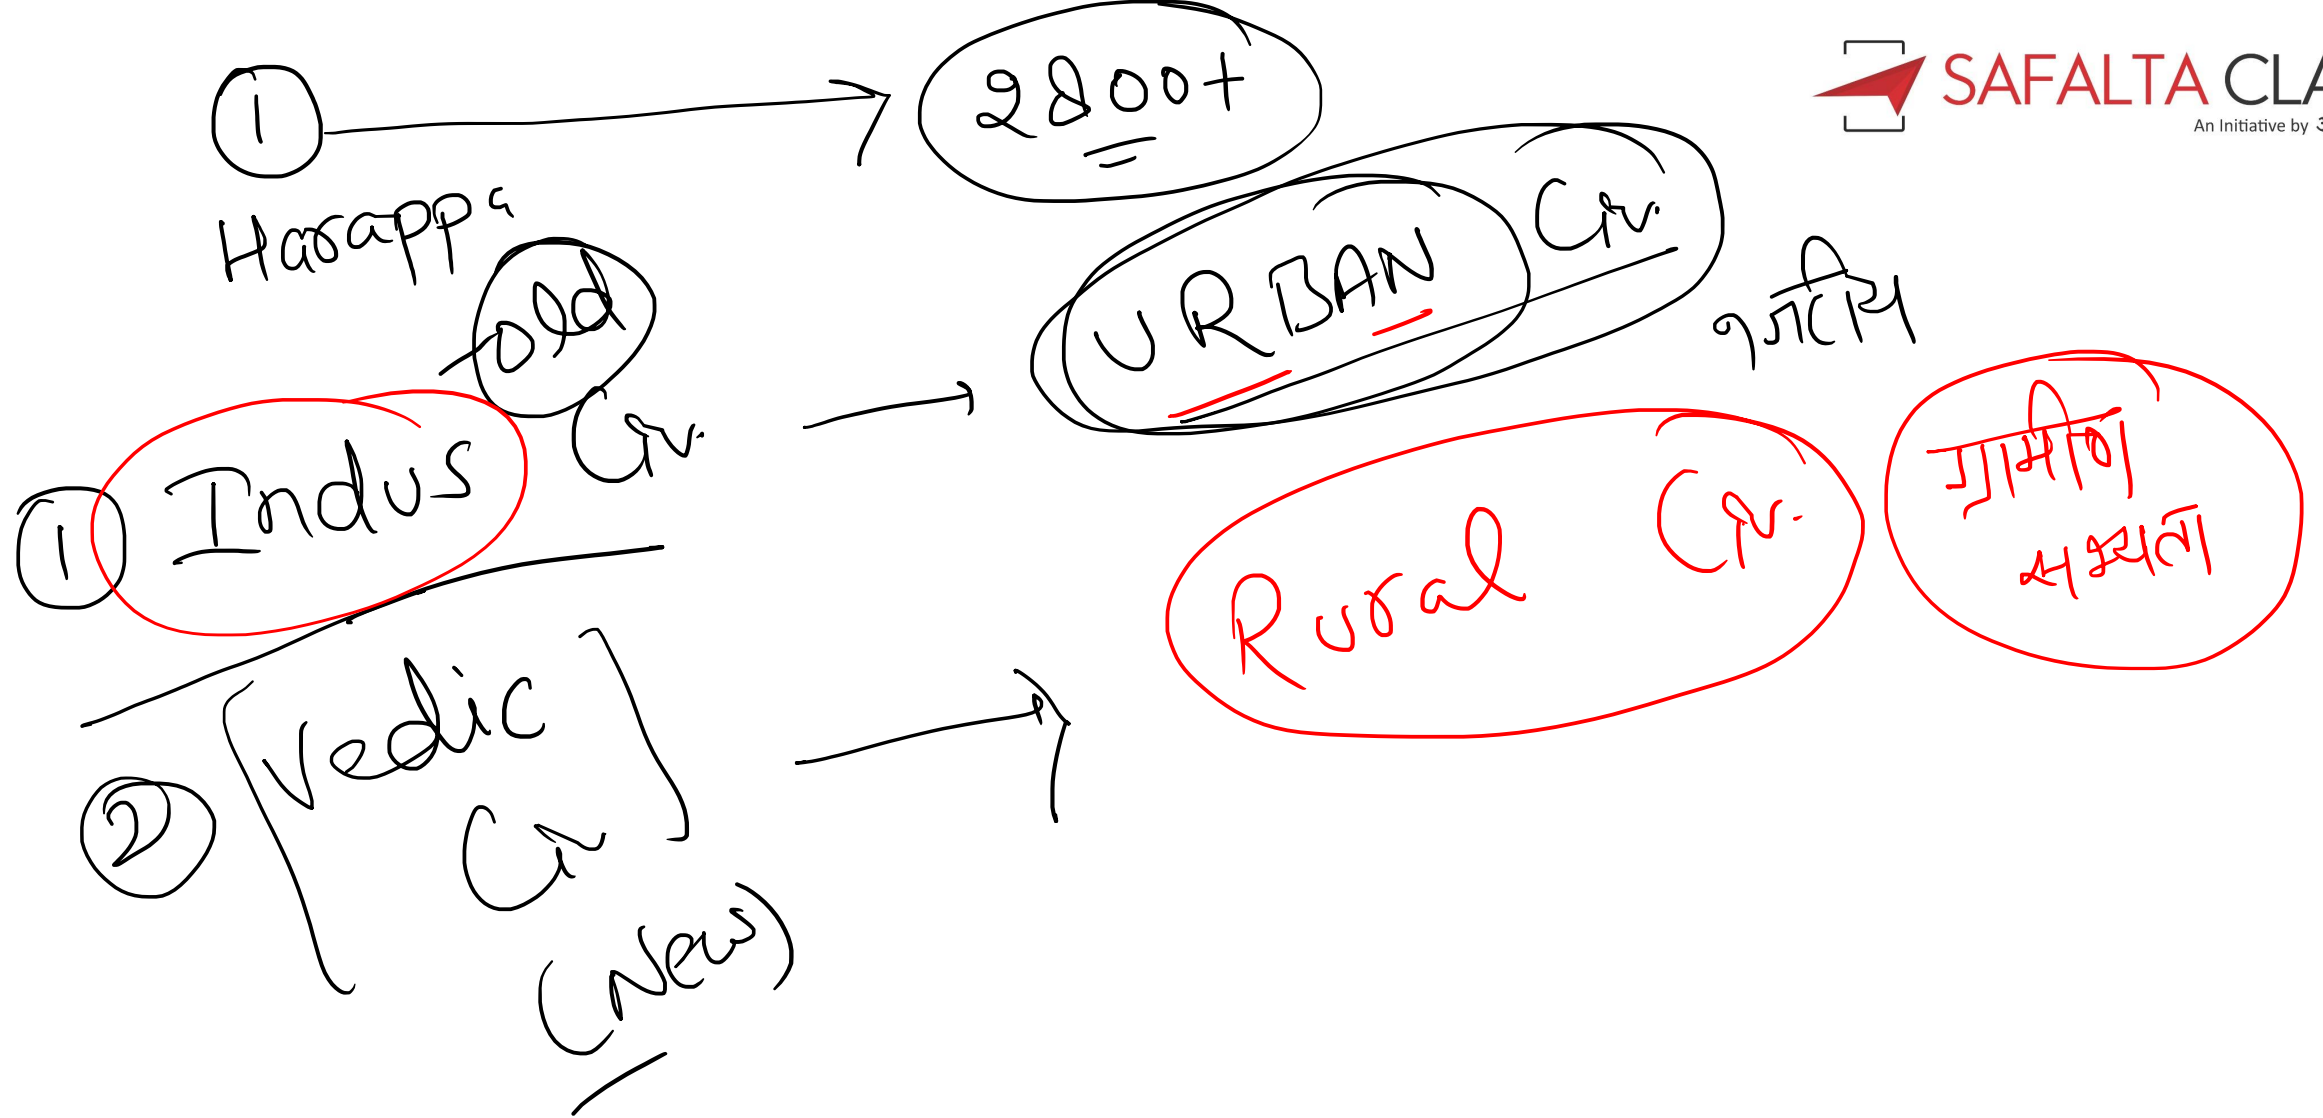 SAFALTA CLA
An Initiative by 3
1 → 2800+
Harappa
old
1 Indus Civ. → URBAN Civ.
2 Vedic Civ → Rural Civ.
ग्रामीण
सभ्यता
(New)